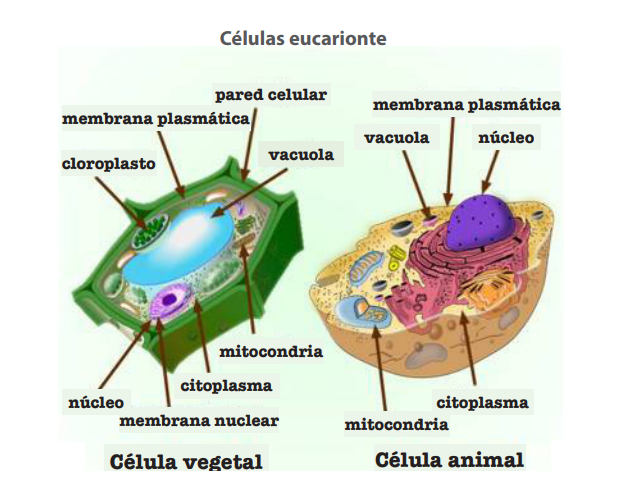 Células eucarionte
pared celular
membrana plasmática
cloroplasto
vacuola
mitocondria
citoplasma
núcleo
membrana nuclear
Célula vegetal
membrana plasmática
vacuola
núcleo
citoplasma
mitocondria
Célula animal